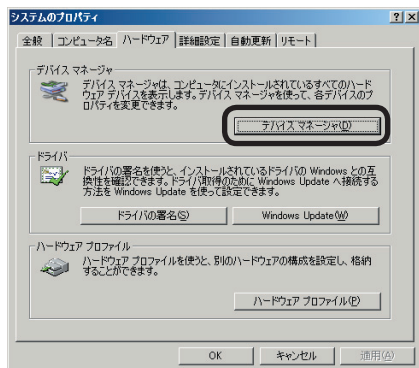 システムのプロパティ
全般 コンピュータ名 ハードウェア 詳細設定 自動更新 リモート
デバイス マネージャ
デバイス マネージャは、コンピュータにインストールされているすべてのハード
ウェア デバイスを表示します。デバイス マネージャを使って、各デバイスのプ
ロパティを変更できます。
デバイス マネージャ(D)
ドライバ
ドライバの署名を使うと、インストールされているドライバの Windows との互
換性を確認できます。ドライバ取得のために Windows Update へ接続する
方法を Windows Update を使って設定できます。
ドライバの署名(S) Windows Update(W)
ハードウェア プロファイル
ハードウェア プロファイルを使うと、別のハードウェアの構成を設定し、格納
することができます。
ハードウェア プロファイル(P)
OK キャンセル 適用(A)